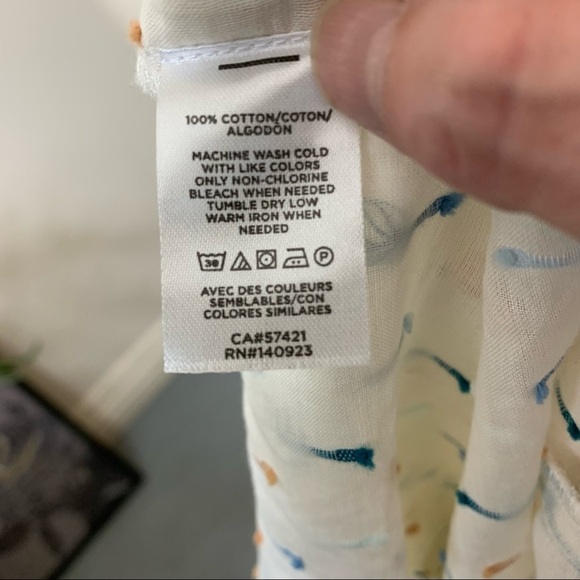 100% COTTON/COTON/
ALGODÓN
MACHINE WASH COLD
WITH LIKE COLORS
ONLY NON-CHLORINE
BLEACH WHEN NEEDED
TUMBLE DRY LOW
WARM IRON WHEN
NEEDED
30 P
AVEC DES COULEURS
SEMBLABLES/CON
COLORES SIMILARES
CA#57421
RN#140923